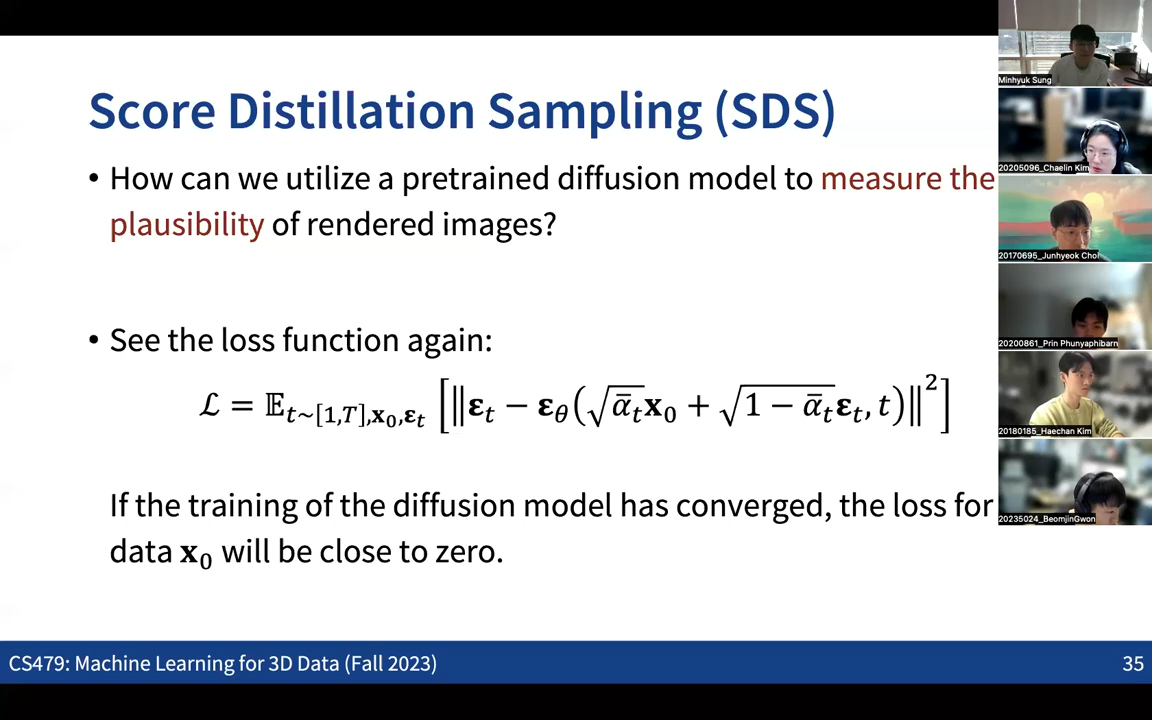 Score Distillation Sampling (SDS)
• How can we utilize a pretrained diffusion model to measure the
plausibility of rendered images?
• See the loss function again:
ℒ = 𝔼_{t~[1,T],𝐱₀,𝛆_t} [‖𝛆_t − 𝛆_θ(√ᾱ_t 𝐱₀ + √(1 − ᾱ_t) 𝛆_t, t)‖²]
If the training of the diffusion model has converged, the loss for
data 𝐱₀ will be close to zero.
CS479: Machine Learning for 3D Data (Fall 2023)
35
Minhyuk Sung
20205096_Chaelin Kim
20170695_Junhyeok Choi
20200861_Prin Phunyaphibarn
20180185_Haechan Kim
20235024_BeomjinGwon